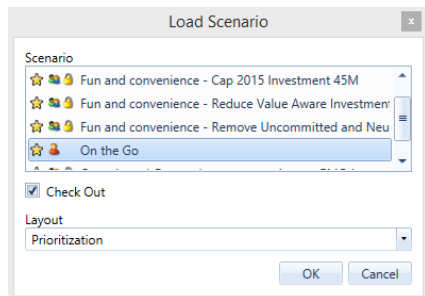 Load Scenario
x
Scenario
Fun and convenience - Cap 2015 Investment 45M
Fun and convenience - Reduce Value Aware Investment
Fun and convenience - Remove Uncommitted and Neu
On the Go
Check Out
Layout
Prioritization
OK Cancel